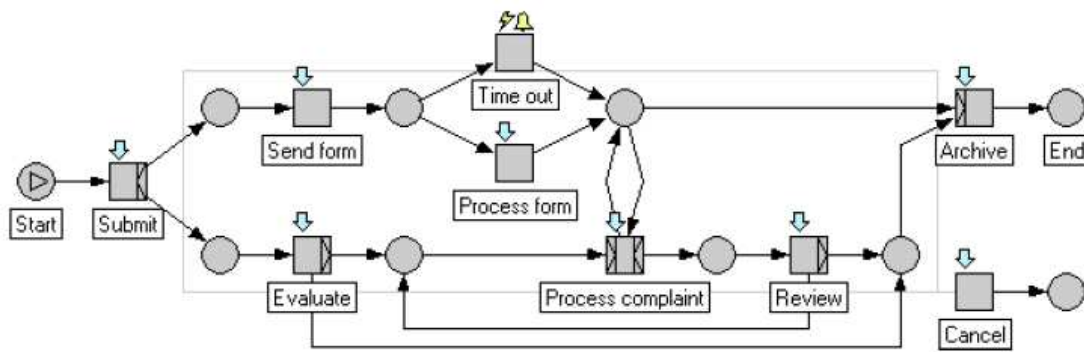 Time out
Send form
Archive
End
Process form
Start
Submit
Evaluate
Process complaint
Review
Cancel